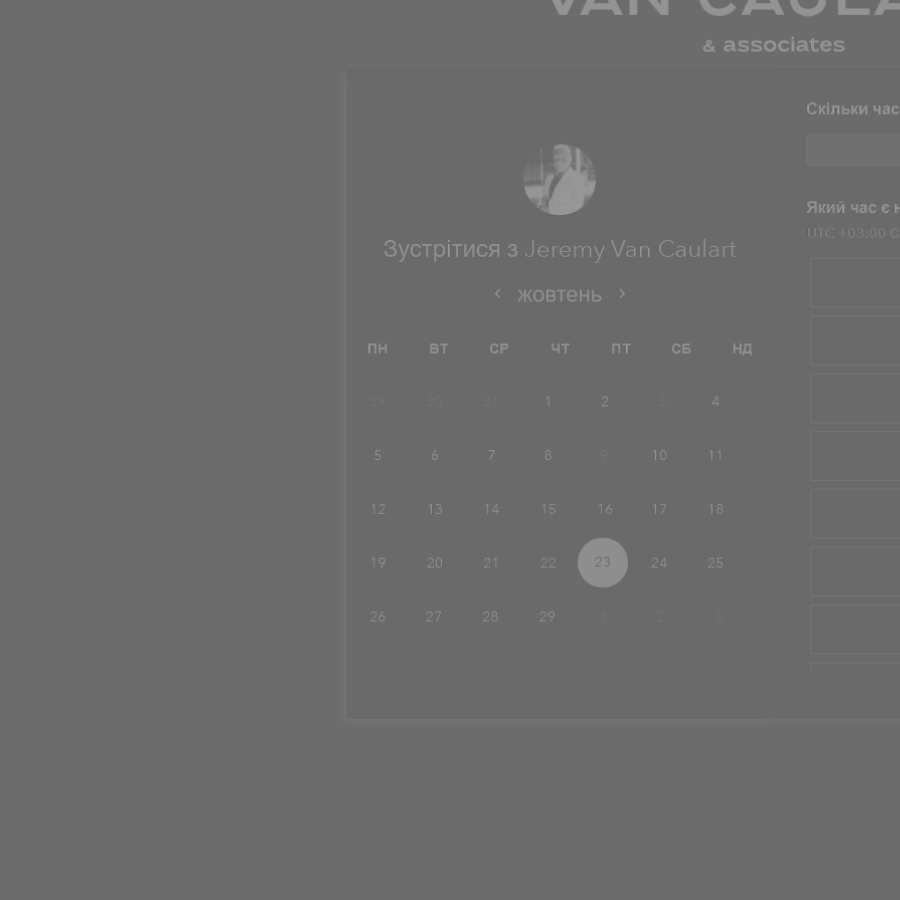 & associates
Скільки час
Зустрітися з Jeremy Van Caulart
Який час є
UTC +03:00
жовтень
ПН ВТ СР ЧТ ПТ СБ НД
29 30 31 1 2 3 4
5 6 7 8 9 10 11
12 13 14 15 16 17 18
19 20 21 22 23 24 25
26 27 28 29 1 2 3